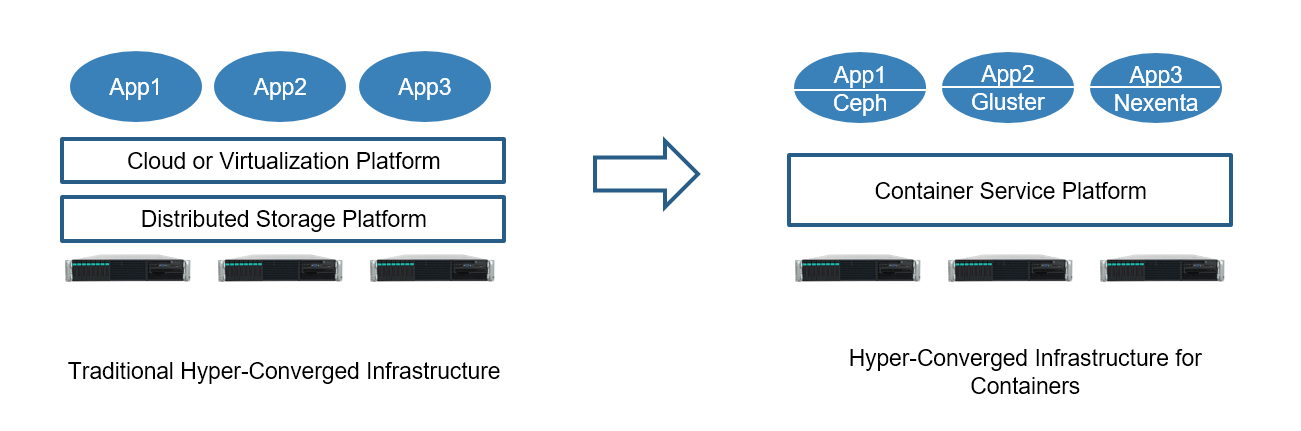 App1
App2
App3
Cloud or Virtualization Platform
Distributed Storage Platform
Traditional Hyper-Converged Infrastructure
App1
Ceph
App2
Gluster
App3
Nexenta
Container Service Platform
Hyper-Converged Infrastructure for
Containers